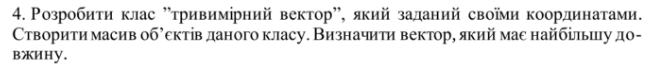 4. Розробити клас ”тривимірний вектор”, який заданий своїми координатами.
Створити масив об’єктів даного класу. Визначити вектор, який має найбільшу до-
вжину.